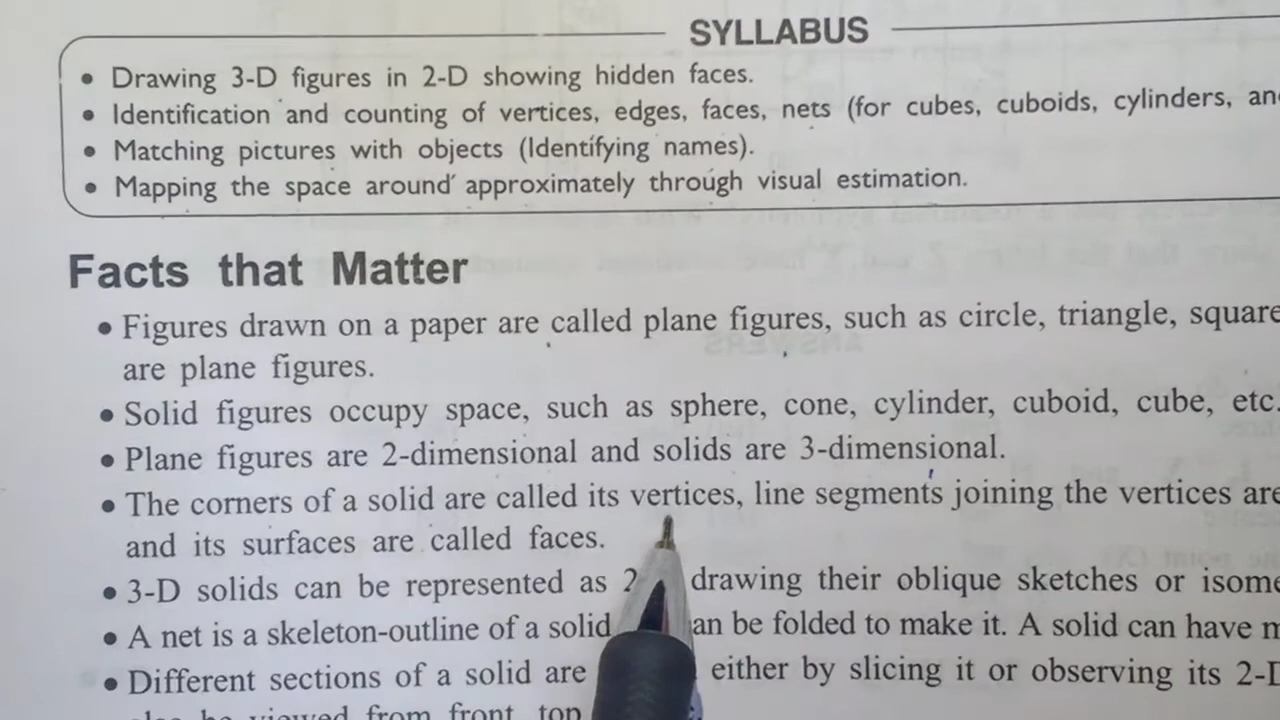 SYLLABUS
• Drawing 3-D figures in 2-D showing hidden faces.
• Identification and counting of vertices, edges, faces, nets (for cubes, cuboids, cylinders,
• Matching pictures with objects (Identifying names).
• Mapping the space around approximately through visual estimation.
Facts that Matter
• Figures drawn on a paper are called plane figures, such as circle, triangle, square
are plane figures.
• Solid figures occupy space, such as sphere, cone, cylinder, cuboid, cube, etc.
• Plane figures are 2-dimensional and solids are 3-dimensional.
• The corners of a solid are called its vertices, line segments joining the vertices are
and its surfaces are called faces.
• 3-D solids can be represented as drawing their oblique sketches or
• A net is a skeleton-outline of a solid be folded to make it. A solid can have
• Different sections of a solid are either by slicing it or observing its
be viewed from front, top